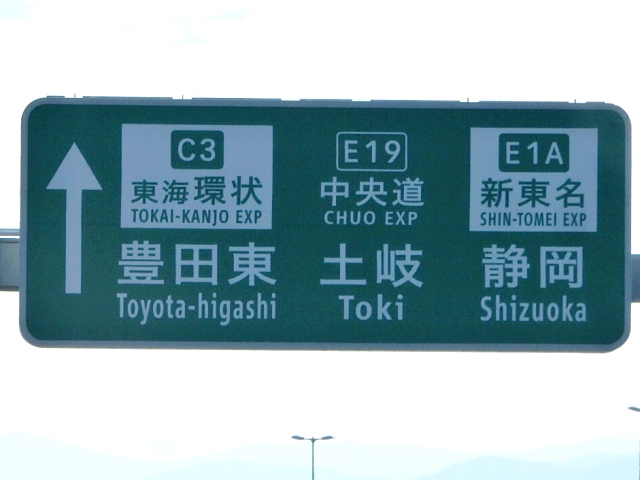 C3
東海環状
TOKAI-KANJO EXP
豊田東
Toyota-higashi
E19
中央道
CHUO EXP
土岐
Toki
E1A
新東名
SHIN-TOMEI EXP
静岡
Shizuoka